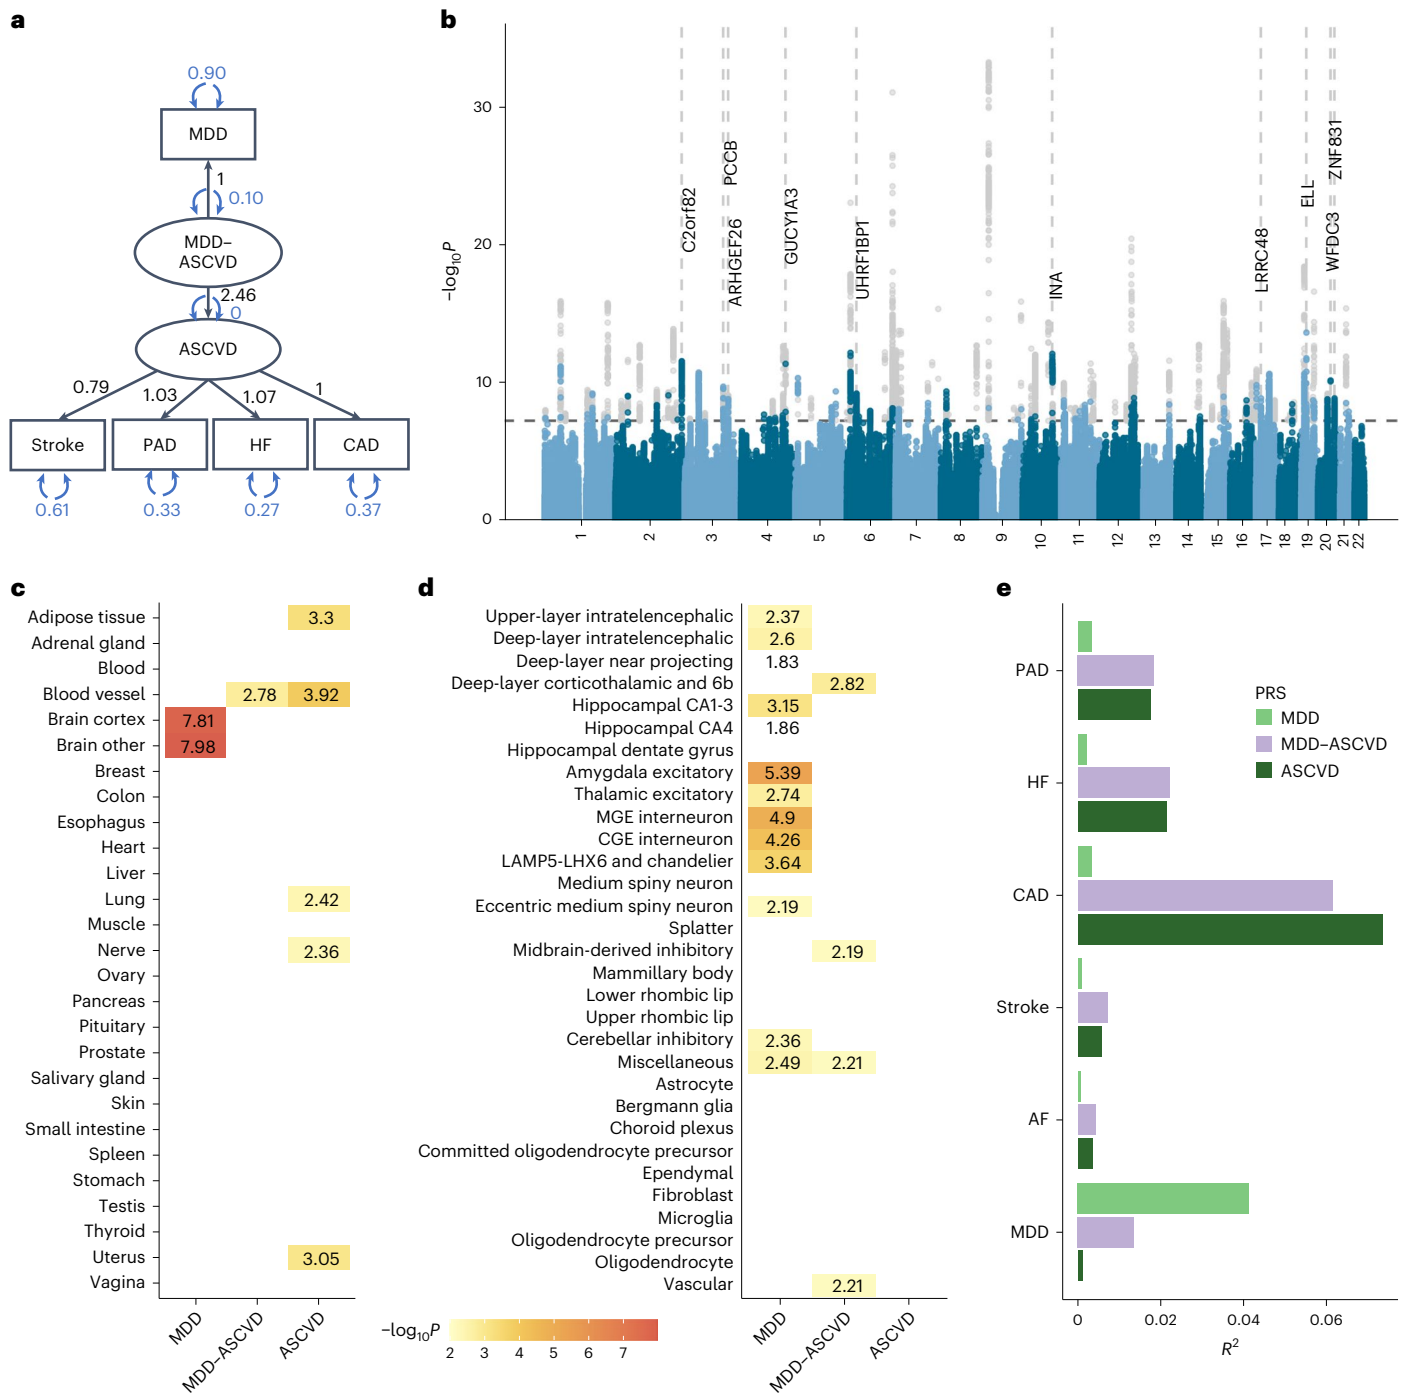 a
0.90
MDD
1
0.10
MDD–
ASCVD
2.46
0
ASCVD
0.79
1.03
1.07
1
Stroke
PAD
HF
CAD
0.61
0.33
0.27
0.37
b
–log10P
30
20
10
0
C2orf82
ARHGEF26
PCCB
GUCY1A3
UHRF1BP1
INA
LRRC48
ELL
WFDC3
ZNF831
1 2 3 4 5 6 7 8 9 10 11 12 13 14 15 16 17 18 19 20 21 22
c
Adipose tissue 3.3
Adrenal gland
Blood
Blood vessel 2.78 3.92
Brain cortex 7.81
Brain other 7.98
Breast
Colon
Esophagus
Heart
Liver
Lung 2.42
Muscle
Nerve 2.36
Ovary
Pancreas
Pituitary
Prostate
Salivary gland
Skin
Small intestine
Spleen
Stomach
Testis
Thyroid
Uterus 3.05
Vagina
MDD
MDD–ASCVD
ASCVD
d
Upper-layer intratelencephalic 2.37
Deep-layer intratelencephalic 2.6
Deep-layer near projecting 1.83
Deep-layer corticothalamic and 6b 2.82
Hippocampal CA1-3 3.15
Hippocampal CA4 1.86
Hippocampal dentate gyrus
Amygdala excitatory 5.39
Thalamic excitatory 2.74
MGE interneuron 4.9
CGE interneuron 4.26
LAMP5-LHX6 and chandelier 3.64
Medium spiny neuron
Eccentric medium spiny neuron 2.19
Splatter
Midbrain-derived inhibitory 2.19
Mammillary body
Lower rhombic lip
Upper rhombic lip
Cerebellar inhibitory 2.36
Miscellaneous 2.49 2.21
Astrocyte
Bergmann glia
Choroid plexus
Committed oligodendrocyte precursor
Ependymal
Fibroblast
Microglia
Oligodendrocyte precursor
Oligodendrocyte
Vascular 2.21
MDD
MDD–ASCVD
ASCVD
–log10P
2 3 4 5 6 7
e
PAD
HF
CAD
Stroke
AF
MDD
PRS
MDD
MDD–ASCVD
ASCVD
0 0.02 0.04 0.06
R2